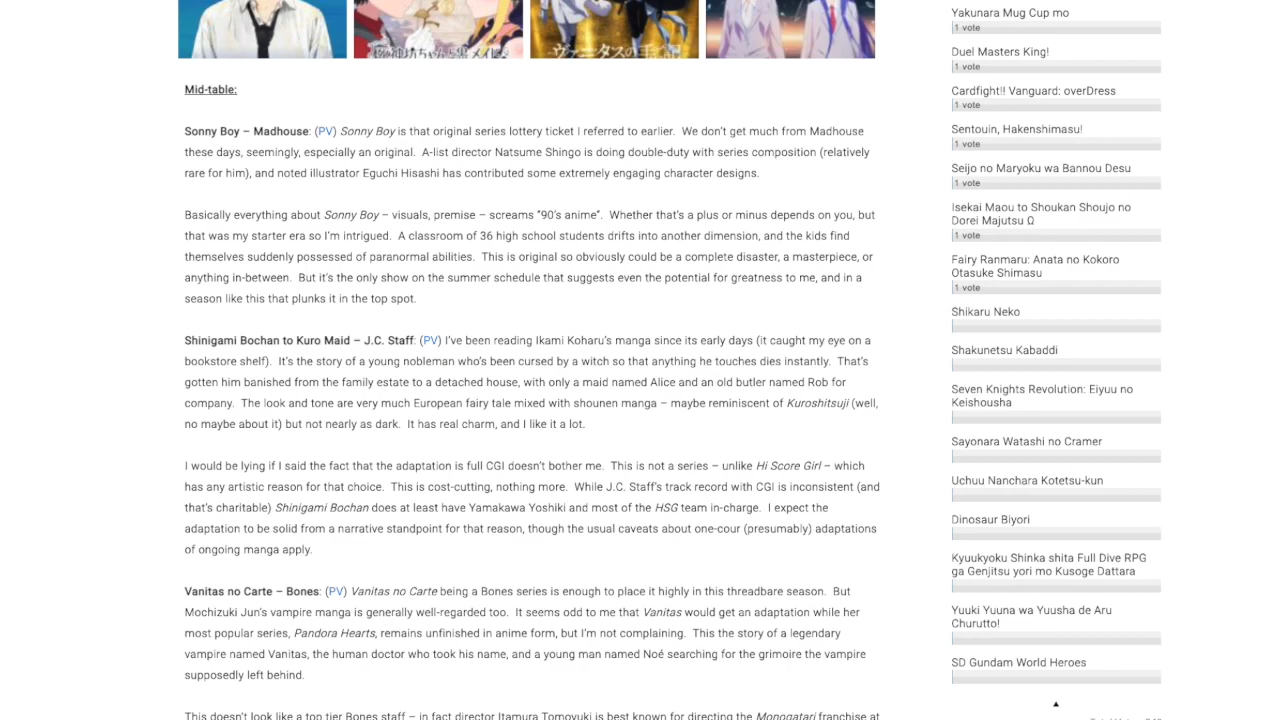 ヴァニタスの手記
Mid-table:
Sonny Boy – Madhouse: (PV) Sonny Boy is that original series lottery ticket I referred to earlier. We don't get much from Madhouse
these days, seemingly, especially an original. A-list director Natsume Shingo is doing double-duty with series composition (relatively
rare for him), and noted illustrator Eguchi Hisashi has contributed some extremely engaging character designs.
Basically everything about Sonny Boy – visuals, premise – screams "90's anime". Whether that's a plus or minus depends on you, but
that was my starter era so I'm intrigued. A classroom of 36 high school students drifts into another dimension, and the kids find
themselves suddenly possessed of paranormal abilities. This is original so obviously could be a complete disaster, a masterpiece, or
anything in-between. But it's the only show on the summer schedule that suggests even the potential for greatness to me, and in a
season like this that plunks it in the top spot.
Shinigami Bochan to Kuro Maid – J.C. Staff: (PV) I've been reading Ikami Koharu's manga since its early days (it caught my eye on a
bookstore shelf). It's the story of a young nobleman who's been cursed by a witch so that anything he touches dies instantly. That's
gotten him banished from the family estate to a detached house, with only a maid named Alice and an old butler named Rob for
company. The look and tone are very much European fairy tale mixed with shounen manga – maybe reminiscent of Kuroshitsuji (well,
no maybe about it) but not nearly as dark. It has real charm, and I like it a lot.
I would be lying if I said the fact that the adaptation is full CGI doesn't bother me. This is not a series – unlike Hi Score Girl – which
has any artistic reason for that choice. This is cost-cutting, nothing more. While J.C. Staff's track record with CGI is inconsistent (and
that's charitable) Shinigami Bochan does at least have Yamakawa Yoshiki and most of the HSG team in-charge. I expect the
adaptation to be solid from a narrative standpoint for that reason, though the usual caveats about one-cour (presumably) adaptations
of ongoing manga apply.
Vanitas no Carte – Bones: (PV) Vanitas no Carte being a Bones series is enough to place it highly in this threadbare season. But
Mochizuki Jun's vampire manga is generally well-regarded too. It seems odd to me that Vanitas would get an adaptation while her
most popular series, Pandora Hearts, remains unfinished in anime form, but I'm not complaining. This the story of a legendary
vampire named Vanitas, the human doctor who took his name, and a young man named Noé searching for the grimoire the vampire
supposedly left behind.
This doesn't look like a top tier Bones staff – in fact director Itamura Tomoyuki is best known for directing the Monogatari franchise at
Yakunara Mug Cup mo
1 vote
Duel Masters King!
1 vote
Cardfight!! Vanguard: overDress
1 vote
Sentouin, Hakenshimasu!
1 vote
Seijo no Maryoku wa Bannou Desu
1 vote
Isekai Maou to Shoukan Shoujo no
Dorei Majutsu Ω
1 vote
Fairy Ranmaru: Anata no Kokoro
Otasuke Shimasu
1 vote
Shikaru Neko
Shakunetsu Kabaddi
Seven Knights Revolution: Eiyuu no
Keishousha
Sayonara Watashi no Cramer
Uchuu Nanchara Kotetsu-kun
Dinosaur Biyori
Kyuukyoku Shinka shita Full Dive RPG
ga Genjitsu yori mo Kusoge Dattara
Yuuki Yuuna wa Yuusha de Aru
Churutto!
SD Gundam World Heroes